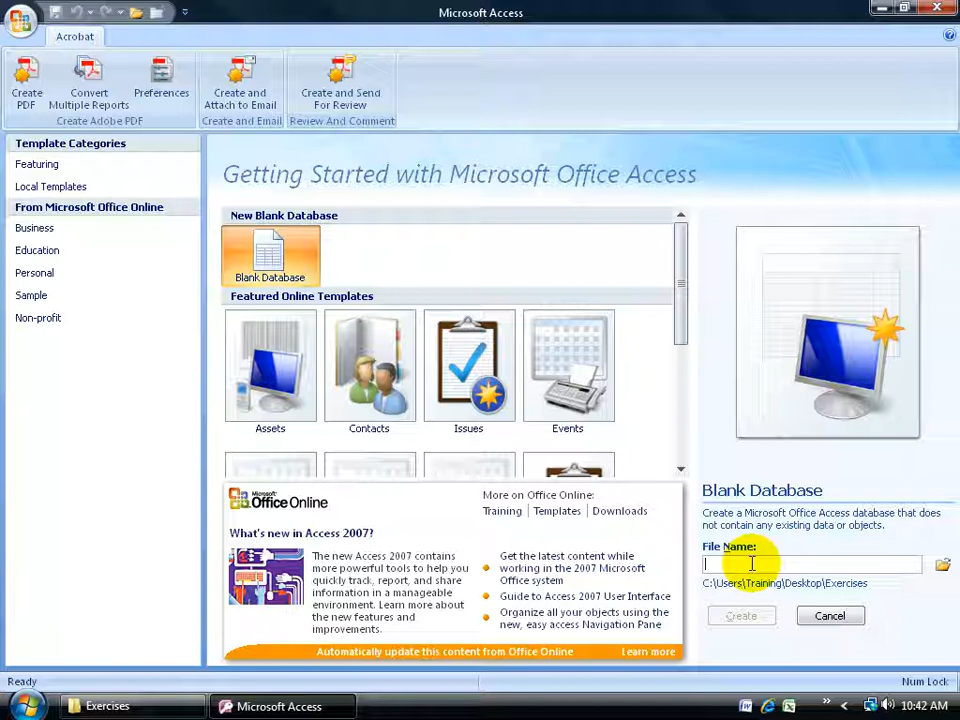 Microsoft Access
Acrobat
Create PDF
Convert Multiple Reports
Preferences
Create and Attach to Email
Create and Send For Review
Create Adobe PDF
Create and Email
Review And Comment
Template Categories
Featuring
Local Templates
From Microsoft Office Online
Business
Education
Personal
Sample
Non-profit
Getting Started with Microsoft Office Access
New Blank Database
Blank Database
Featured Online Templates
Assets
Contacts
Issues
Events
Microsoft
Office Online
What's new in Access 2007?
The new Access 2007 contains
more powerful tools to help you
quickly track, report, and share
information in a manageable
environment. Learn more about
the new features and
improvements.
More on Office Online:
Training | Templates | Downloads
Get the latest content while
working in the 2007 Microsoft
Office system
Guide to Access 2007 User Interface
Organize all your objects using the
new, easy access Navigation Pane
Automatically update this content from Office Online
Learn more
Blank Database
Create a Microsoft Office Access database that does
not contain any existing data or objects.
File Name:
C:\Users\Training\Desktop\Exercises
Create
Cancel
Ready
Num Lock
Exercises
Microsoft Access
10:42 AM